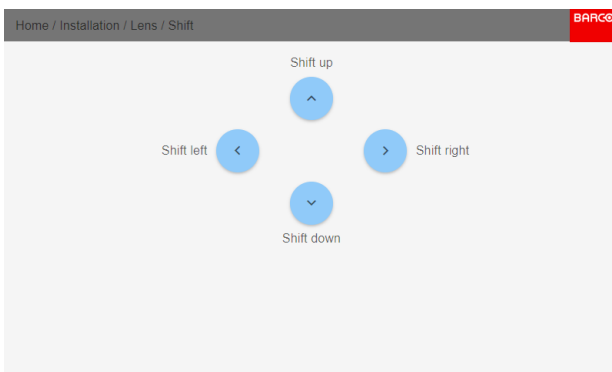 Home / Installation / Lens / Shift
BARCO
Shift up
Shift left
Shift right
Shift down